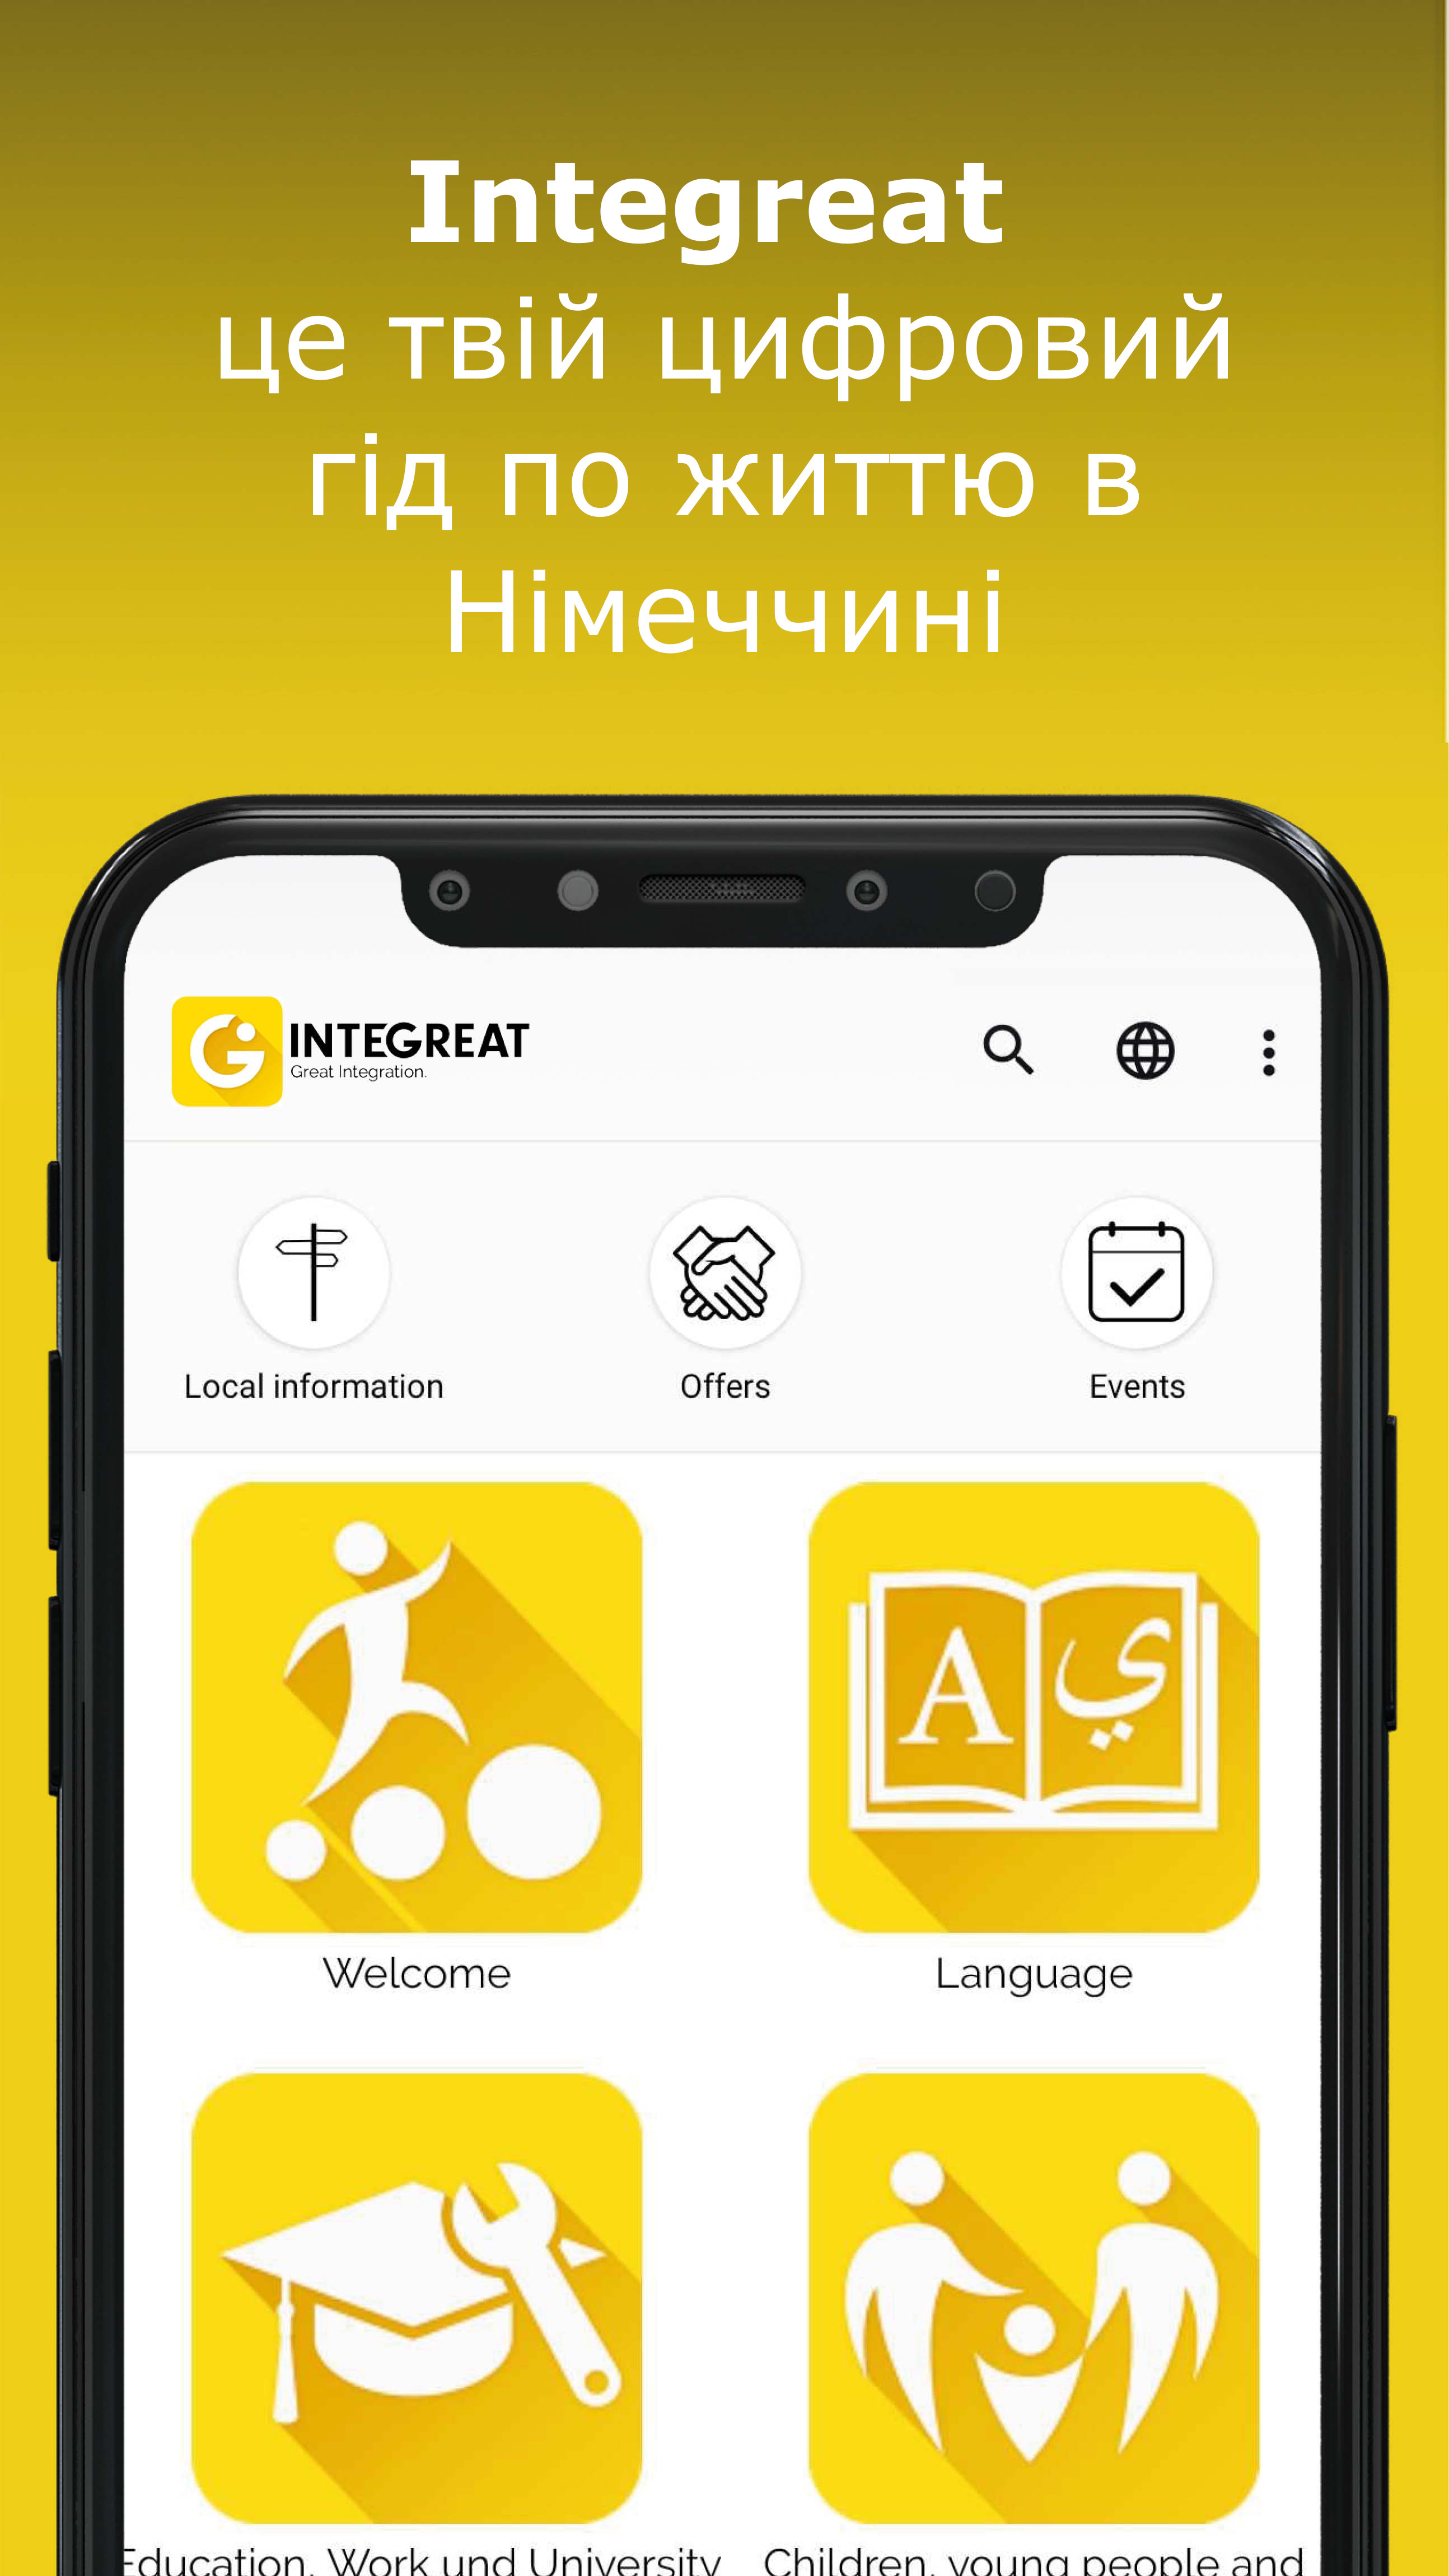 Integreat
це твій цифровий
гід по життю в
Німеччині
INTEGREAT
Great Integration.
Local information
Offers
Events
A ي
Welcome
Language
Education, Work und University
Children, young people and